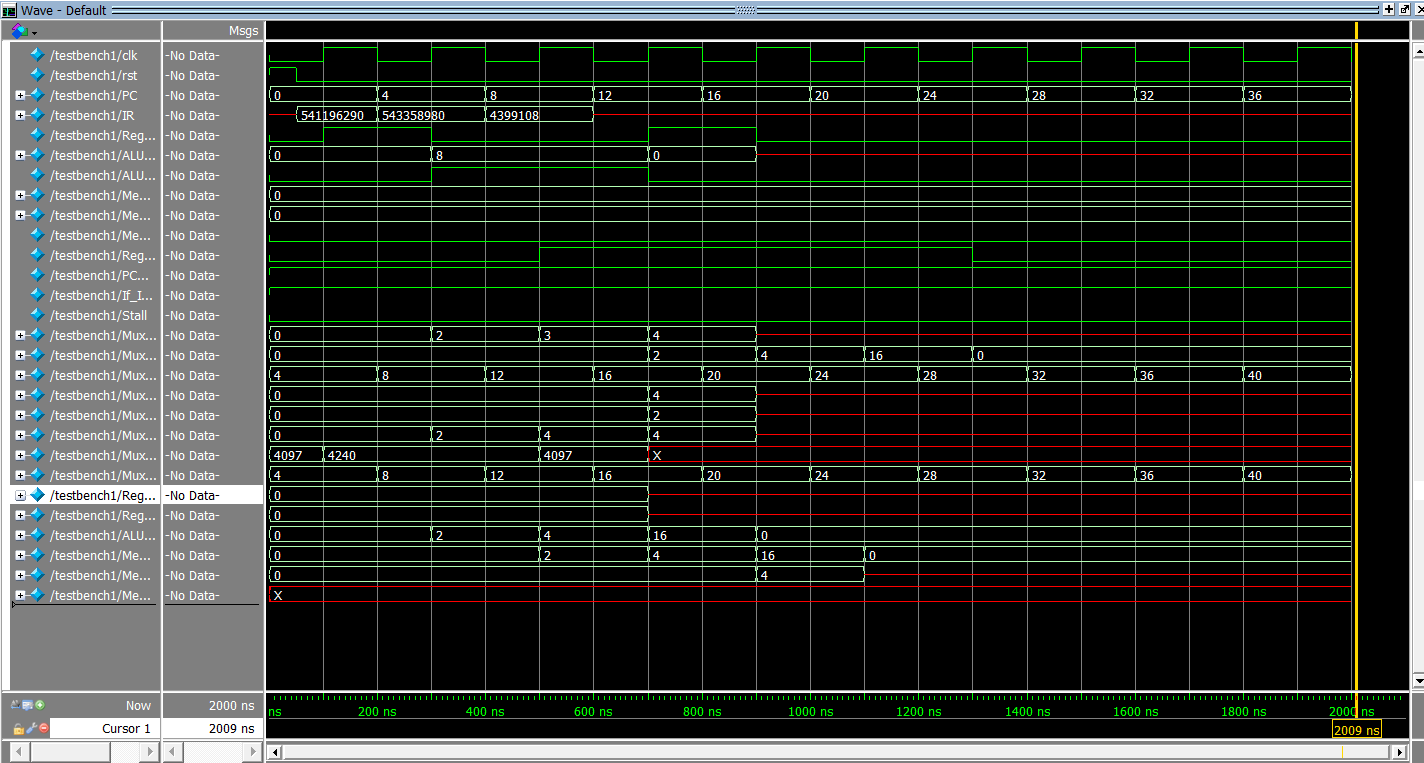 Wave - Default
Msgs
/testbench1/clk -No Data-
/testbench1/rst -No Data-
/testbench1/PC -No Data- 0 4 8 12 16 20 24 28 32 36
/testbench1/IR -No Data- 541196290 543358980 4399108
/testbench1/Reg... -No Data-
/testbench1/ALU... -No Data- 0 8 0
/testbench1/ALU... -No Data-
/testbench1/Me... -No Data- 0
/testbench1/Me... -No Data- 0
/testbench1/Me... -No Data-
/testbench1/Reg... -No Data-
/testbench1/PC... -No Data-
/testbench1/If_I... -No Data-
/testbench1/Stall -No Data-
/testbench1/Mux... -No Data- 0 2 3 4
/testbench1/Mux... -No Data- 0 2 4 16 0
/testbench1/Mux... -No Data- 4 8 12 16 20 24 28 32 36 40
/testbench1/Mux... -No Data- 0 4
/testbench1/Mux... -No Data- 0 2
/testbench1/Mux... -No Data- 0 2 4 4
/testbench1/Mux... -No Data- 4097 4240 4097 X
/testbench1/Mux... -No Data- 4 8 12 16 20 24 28 32 36 40
/testbench1/Reg... -No Data- 0
/testbench1/Reg... -No Data- 0
/testbench1/ALU... -No Data- 0 2 4 16 0
/testbench1/Me... -No Data- 0 2 4 16 0
/testbench1/Me... -No Data- 0 4
/testbench1/Me... -No Data- X
Now 2000 ns ns 200 ns 400 ns 600 ns 800 ns 1000 ns 1200 ns 1400 ns 1600 ns 1800 ns 2000 ns
Cursor 1 2009 ns 2009 ns